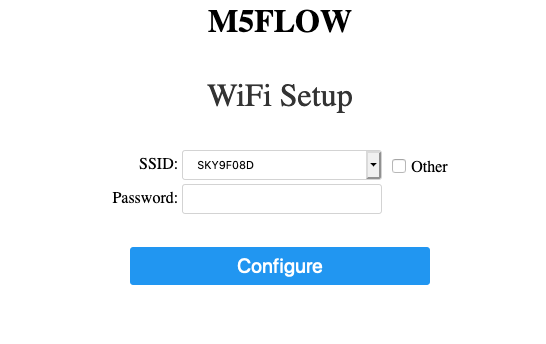 M5FLOW
WiFi Setup
SSID: SKY9F08D Other
Password:
Configure